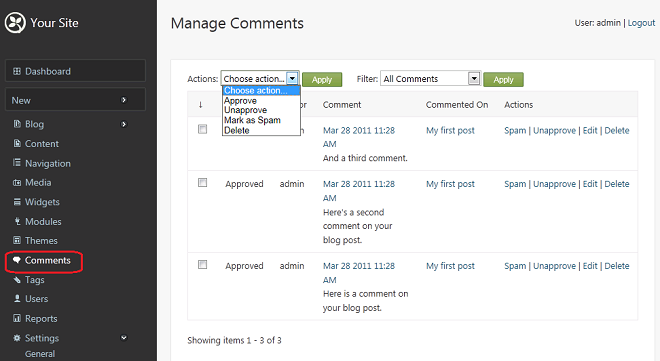 Your Site
Manage Comments
User: admin | Logout
Dashboard
New
Blog
Content
Navigation
Media
Widgets
Modules
Themes
Comments
Tags
Users
Reports
Settings
General
Actions: Choose action... Apply Filter: All Comments Apply
Choose action...
Approve
Unapprove
Mark as Spam
Delete
↓ or Comment Commented On Actions
Mar 28 2011 11:28 My first post Spam | Unapprove | Edit | Delete
AM
And a third comment.
Approved admin Mar 28 2011 11:28 My first post Spam | Unapprove | Edit | Delete
AM
Here's a second
comment on your
blog post.
Approved admin Mar 28 2011 11:28 My first post Spam | Unapprove | Edit | Delete
AM
Here is a comment on
your blog post.
Showing items 1 - 3 of 3